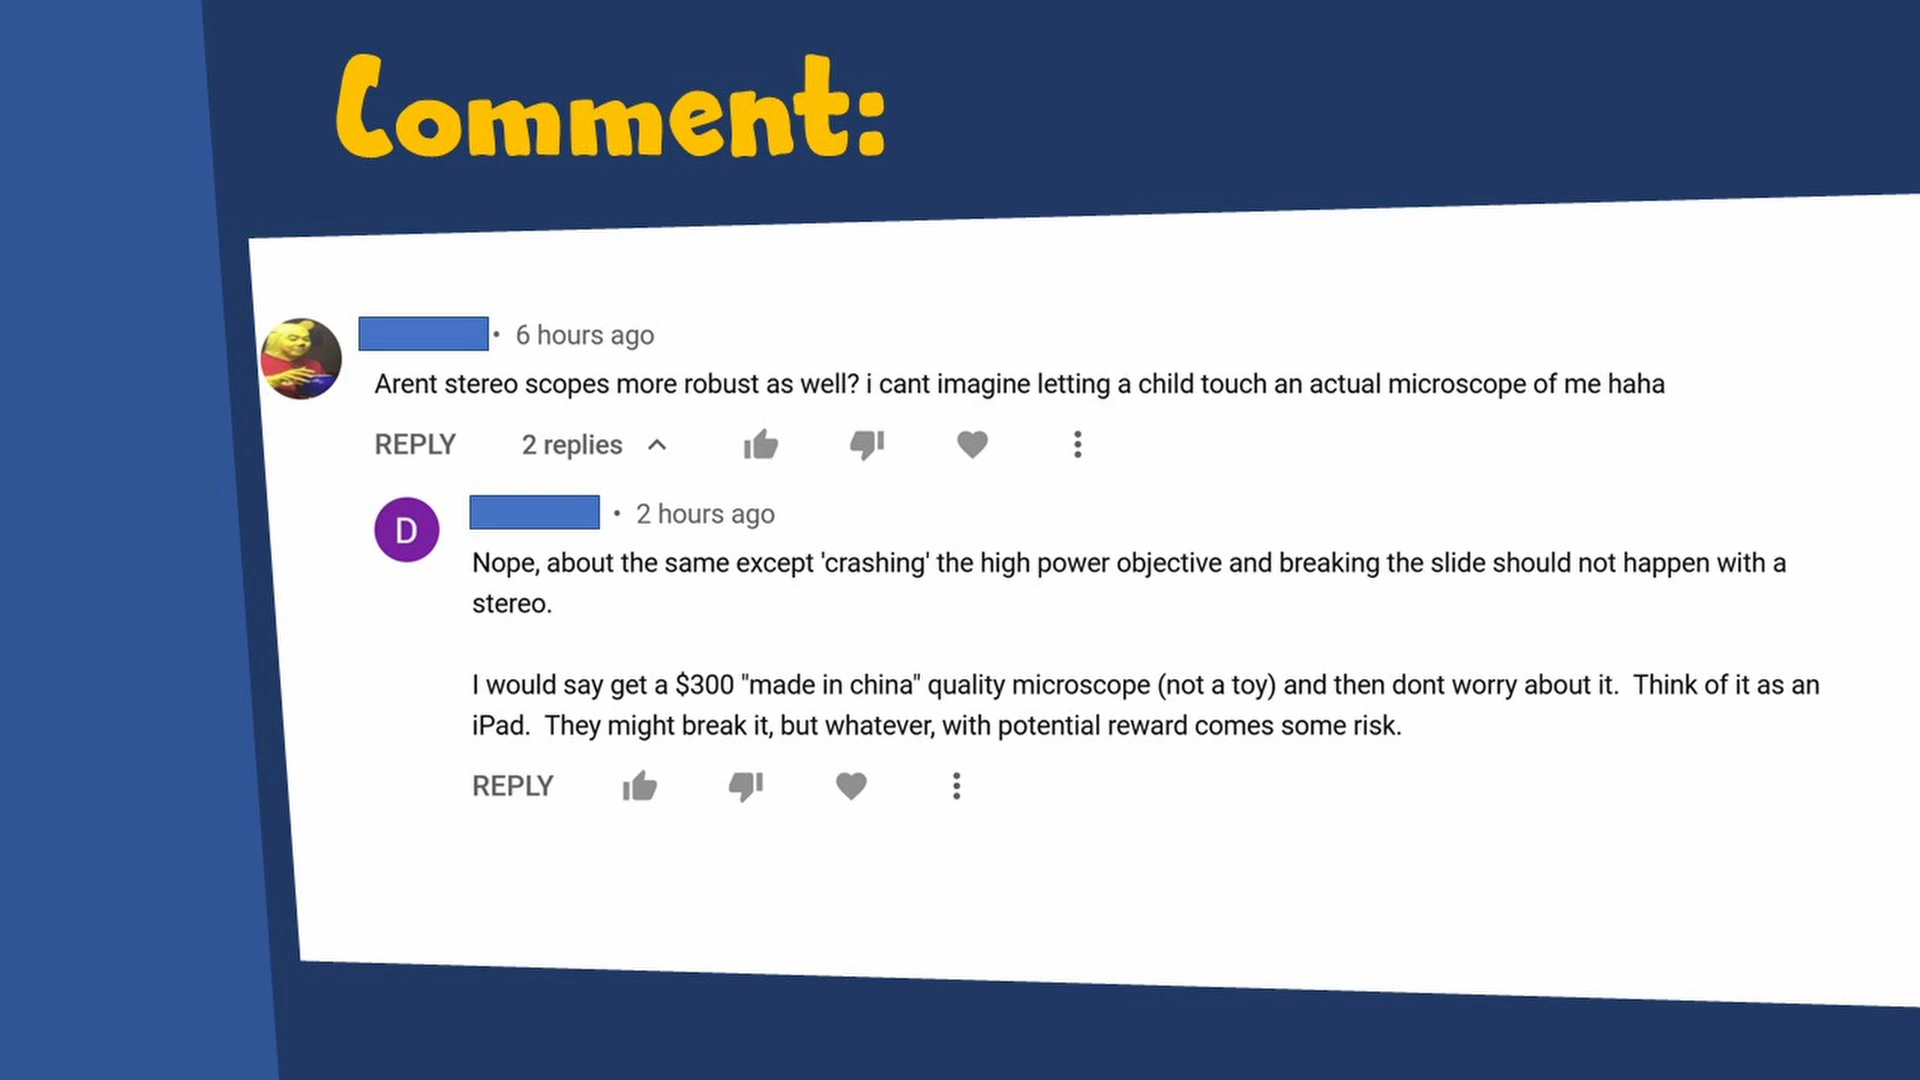 Comment:
• 6 hours ago
Arent stereo scopes more robust as well? i cant imagine letting a child touch an actual microscope of me haha
REPLY 2 replies
D
• 2 hours ago
Nope, about the same except 'crashing' the high power objective and breaking the slide should not happen with a
stereo.
I would say get a $300 "made in china" quality microscope (not a toy) and then dont worry about it.  Think of it as an
iPad.  They might break it, but whatever, with potential reward comes some risk.
REPLY